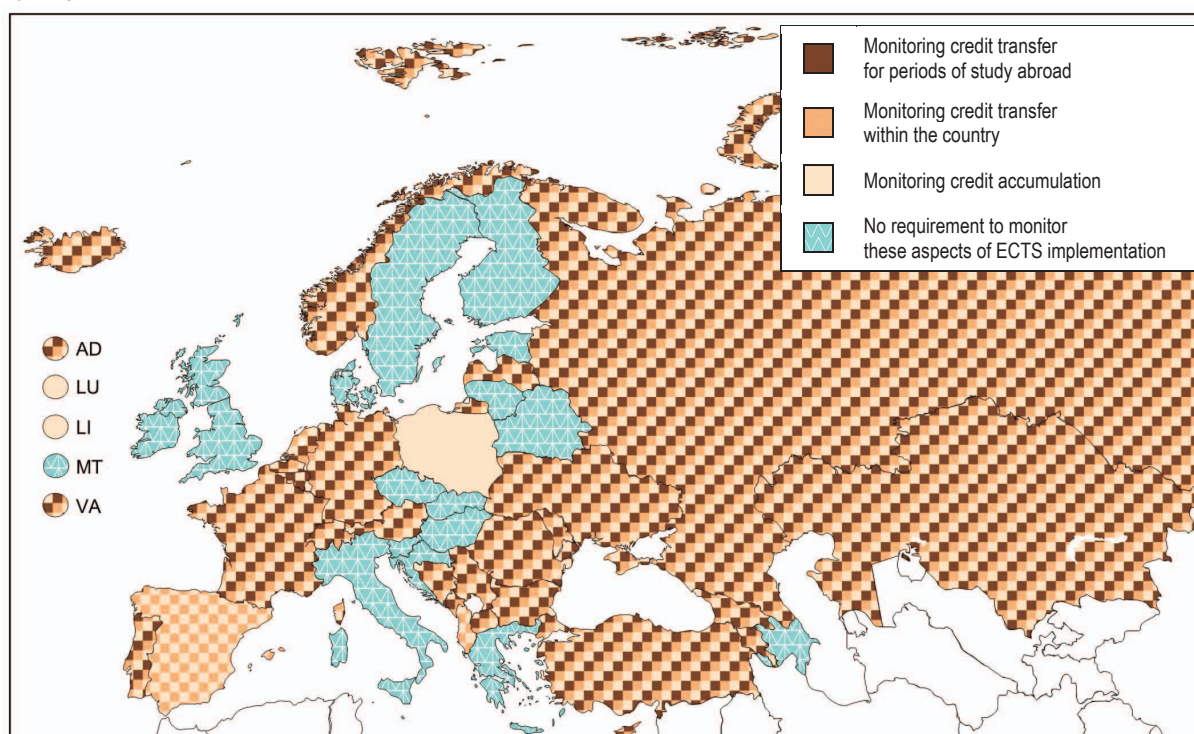 Monitoring credit transfer
for periods of study abroad
Monitoring credit transfer
within the country
Monitoring credit accumulation
No requirement to monitor
these aspects of ECTS implementation
AD
LU
LI
MT
VA